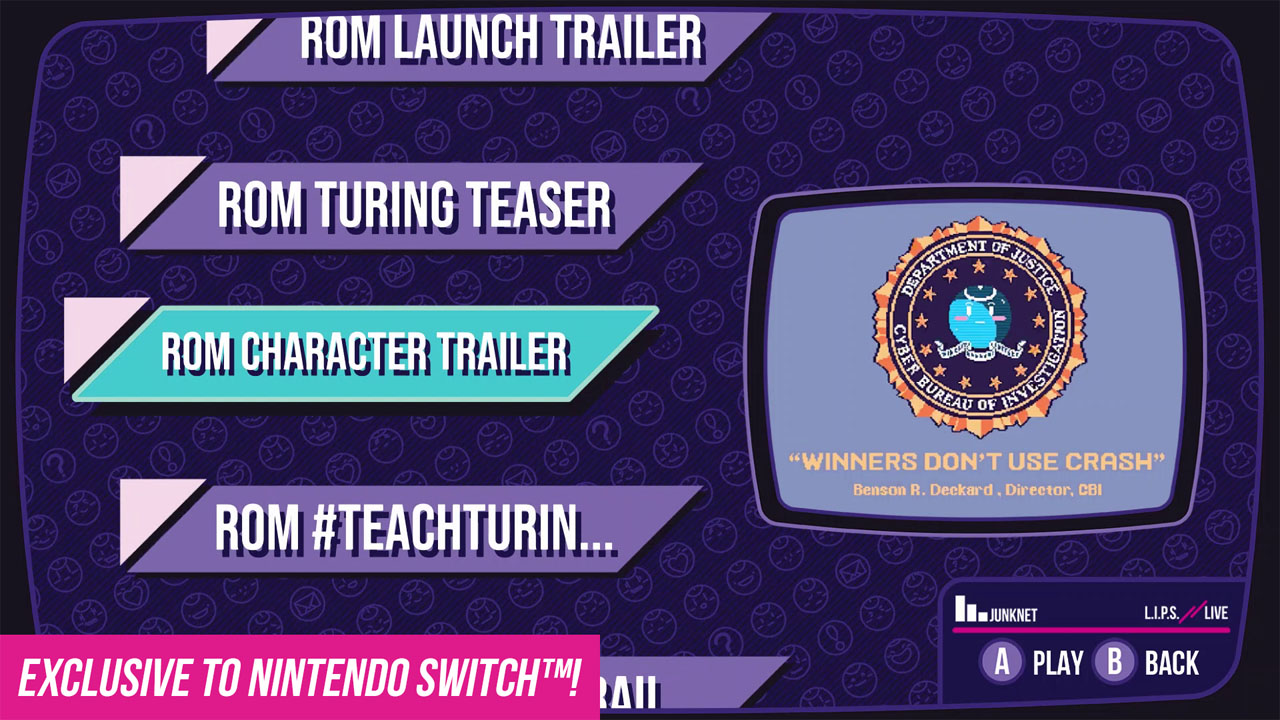 ROM LAUNCH TRAILER
ROM TURING TEASER
ROM CHARACTER TRAILER
ROM #TEACHTURIN...
DEPARTMENT OF JUSTICE
CYBER BUREAU OF INVESTIGATION
“WINNERS DON'T USE CRASH”
Benson R. Deckard , Director, CBI
JUNKNET
L.I.P.S. LIVE
A PLAY B BACK
EXCLUSIVE TO NINTENDO SWITCH™!